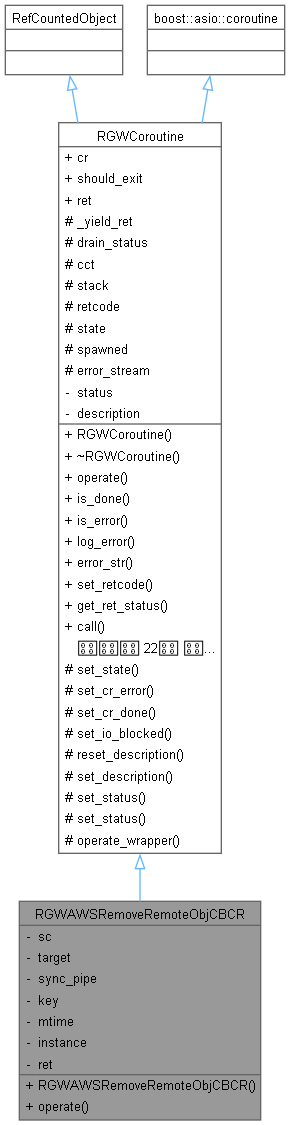 RefCountedObject
boost::asio::coroutine
RGWCoroutine
+ cr
+ should_exit
+ ret
# _yield_ret
# drain_status
# cct
# stack
# retcode
# state
# spawned
# error_stream
- status
- description
+ RGWCoroutine()
+ ~RGWCoroutine()
+ operate()
+ is_done()
+ is_error()
+ log_error()
+ error_str()
+ set_retcode()
+ get_ret_status()
+ call()
22 ...
# set_state()
# set_cr_error()
# set_cr_done()
# set_io_blocked()
# reset_description()
# set_description()
# set_status()
# set_status()
# operate_wrapper()
RGWAWSRemoveRemoteObjCBCR
- sc
- target
- sync_pipe
- key
- mtime
- instance
- ret
+ RGWAWSRemoveRemoteObjCBCR()
+ operate()